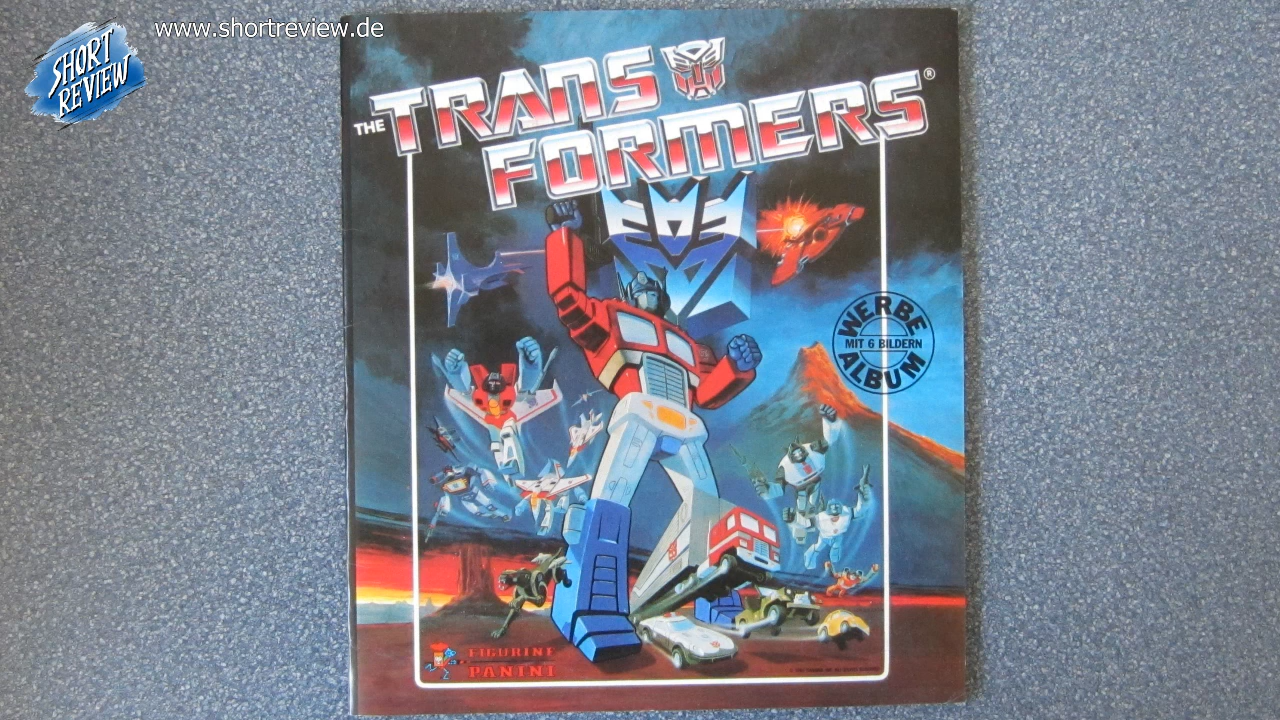 www.shortreview.de
SHORT
REVIEW
THE TRANS
FORMERS®
WERBE
MIT 6 BILDERN
ALBUM
FIGURINE
PANINI